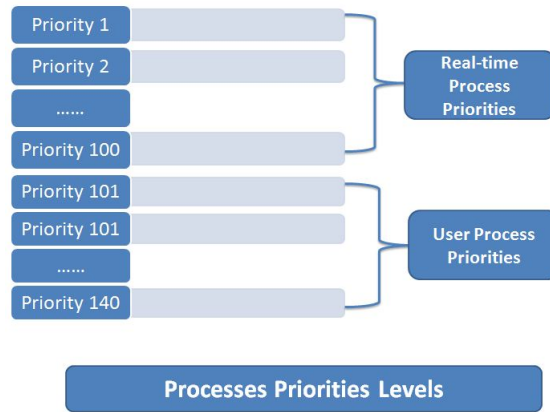 Priority 1
Priority 2
......
Priority 100
Real-time
Process
Priorities
Priority 101
Priority 101
......
Priority 140
User Process
Priorities
Processes Priorities Levels